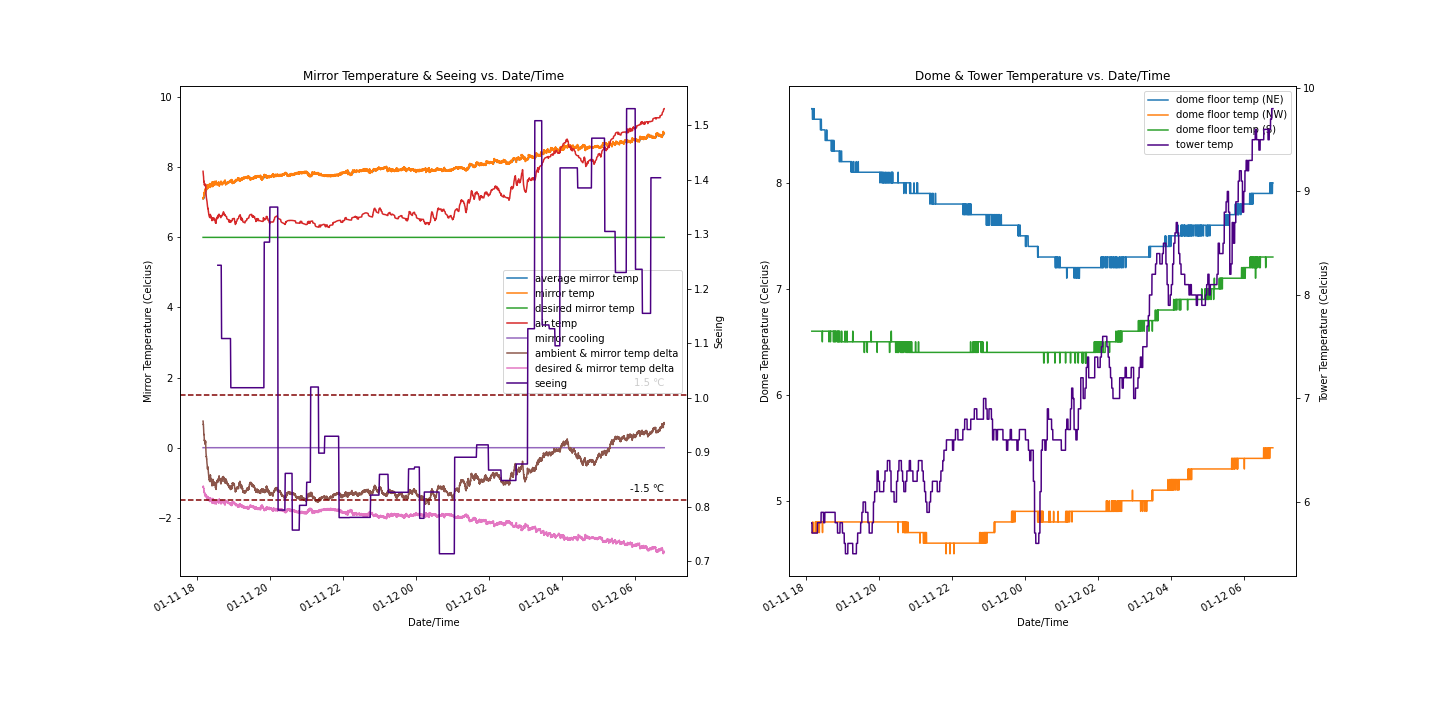 Mirror Temperature & Seeing vs. Date/Time
Mirror Temperature (Celcius)
10
8
6
4
2
0
−2
average mirror temp
mirror temp
desired mirror temp
air temp
mirror cooling
ambient & mirror temp delta
desired & mirror temp delta
seeing
1.5 °C
-1.5 °C
1.5
1.4
1.3
1.2
1.1
1.0
0.9
0.8
0.7
Seeing
01-11 18
01-11 20
01-11 22
01-12 00
01-12 02
01-12 04
01-12 06
Date/Time
Dome & Tower Temperature vs. Date/Time
Dome Temperature (Celcius)
8
7
6
5
dome floor temp (NE)
dome floor temp (NW)
dome floor temp (S)
tower temp
10
9
8
7
6
Tower Temperature (Celcius)
01-11 18
01-11 20
01-11 22
01-12 00
01-12 02
01-12 04
01-12 06
Date/Time